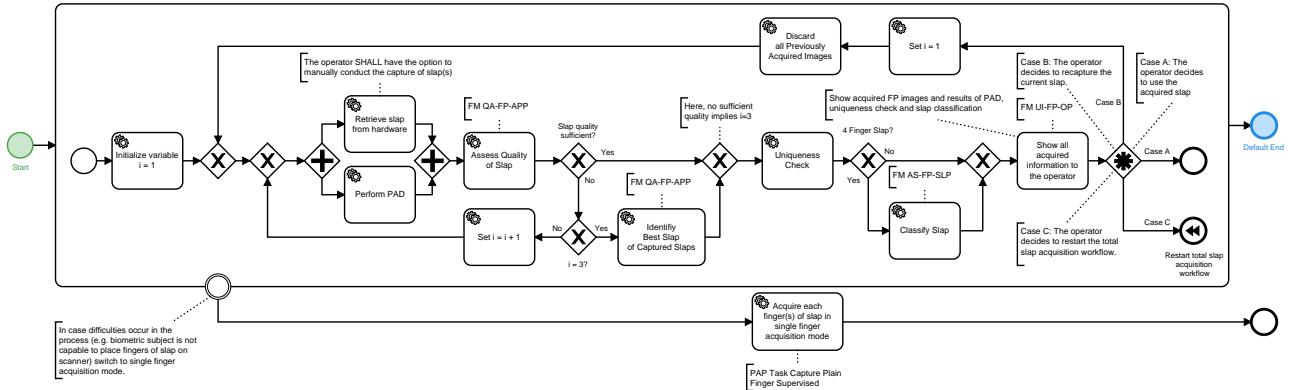 Start
Initialize variable
i = 1
The operator SHALL have the option to
manually conduct the capture of slap(s)
Retrieve slap
from hardware
Perform PAD
FM QA-FP-APP
Assess Quality
of Slap
Slap quality
sufficient?
Yes
No
Set i = i + 1
No
Yes
i = 3?
FM QA-FP-APP
Identifiy
Best Slap
of Captured Slaps
Here, no sufficient
quality implies i=3
Discard
all Previously
Acquired Images
Set i = 1
Uniqueness
Check
Show acquired FP images and results of PAD,
uniqueness check and slap classification
4 Finger Slap?
No
Yes
FM AS-FP-SLP
Classify Slap
Case B: The operator
decides to recapture the
current slap.
FM UI-FP-OP
Show all
acquired
information to
the operator
Case A: The
operator decides
to use the
acquired slap
Case B
Case A
Case C
Case C: The operator
decides to restart the total
slap acquisition workflow.
Restart total slap
acquisition
workflow
Default End
In case difficulties occur in the
process (e.g. biometric subject is not
capable to place fingers of slap on
scanner) switch to single finger
acquisition mode.
Acquire each
finger(s) of slap in
single finger
acquisition mode
PAP Task Capture Plain
Finger Supervised